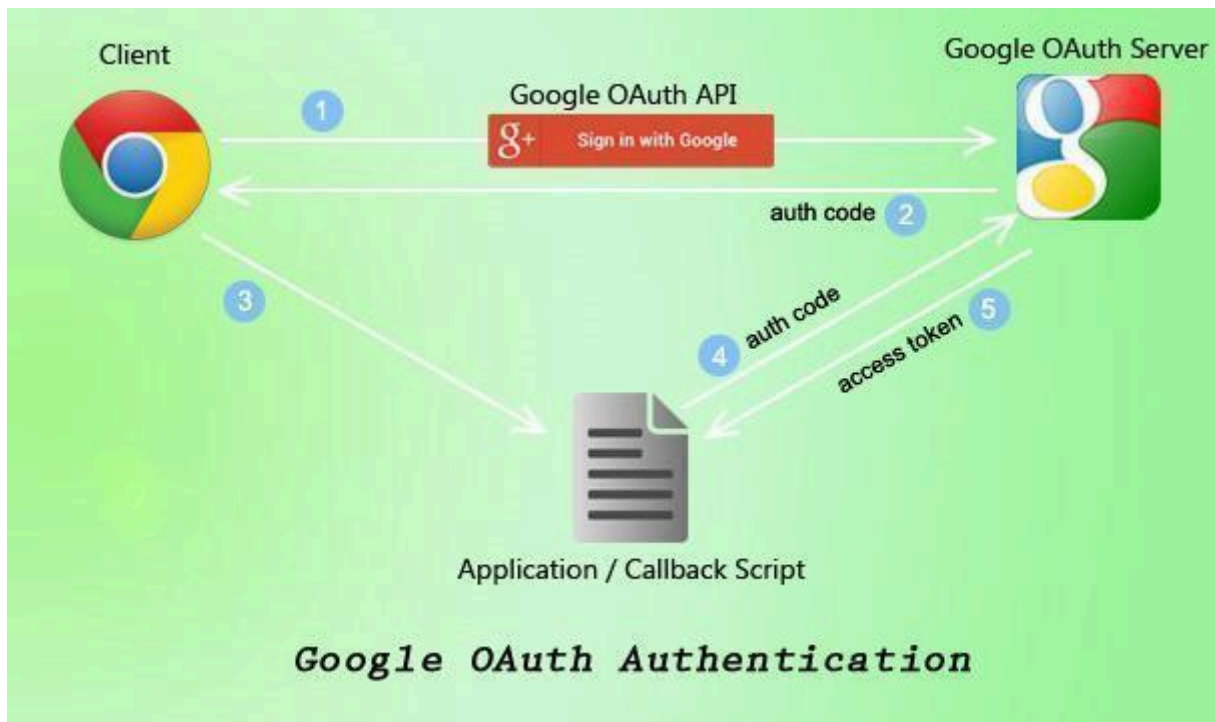 Client
Google OAuth Server
1
Google OAuth API
g+ Sign in with Google
auth code 2
3
4 auth code
access token 5
Application / Callback Script
Google OAuth Authentication